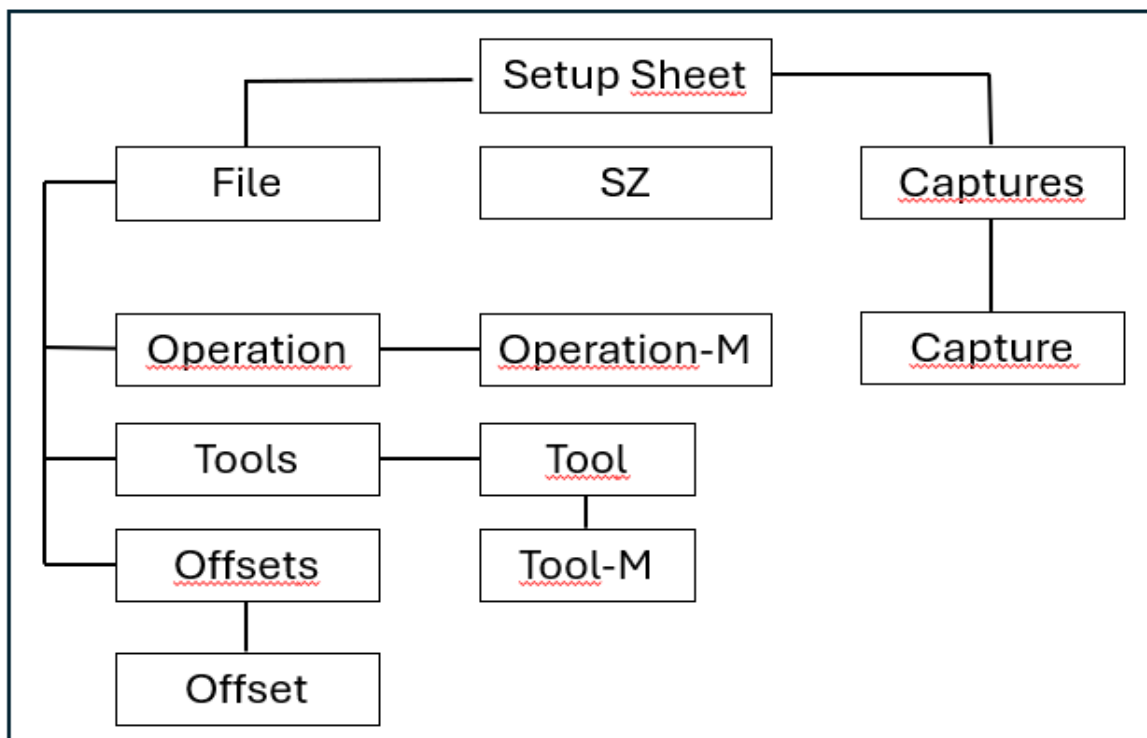 Setup Sheet
File
SZ
Captures
Operation
Operation-M
Capture
Tools
Tool
Offsets
Tool-M
Offset